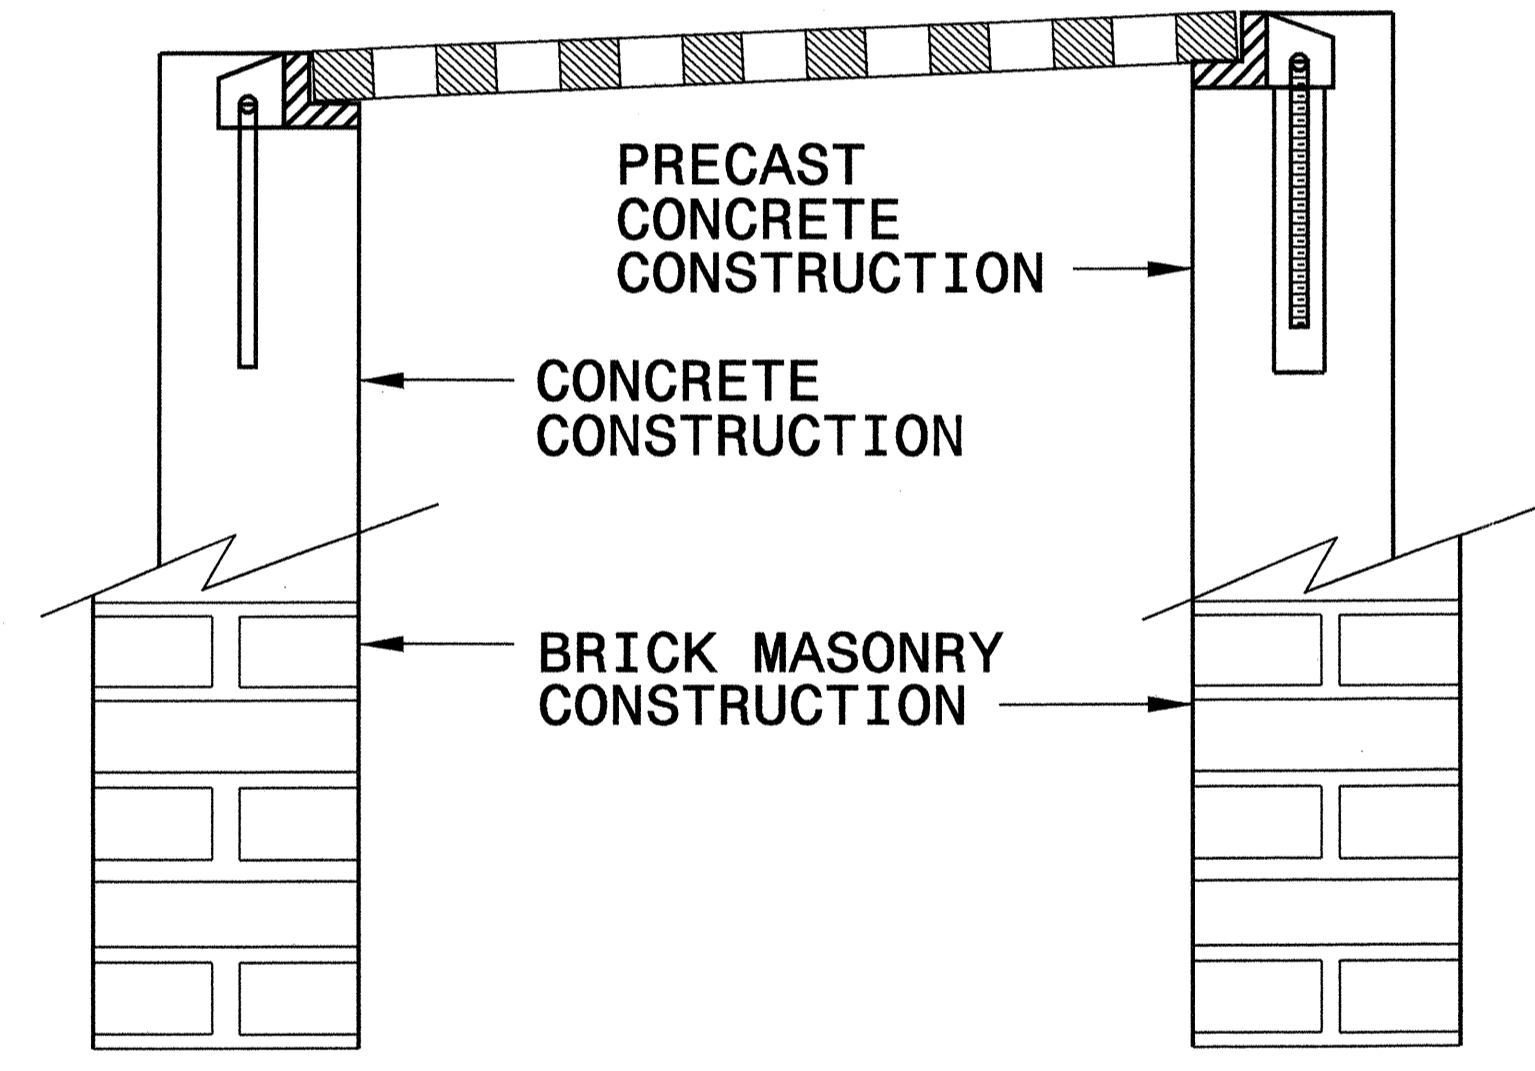 PRECAST
CONCRETE
CONSTRUCTION
CONCRETE
CONSTRUCTION
BRICK MASONRY
CONSTRUCTION